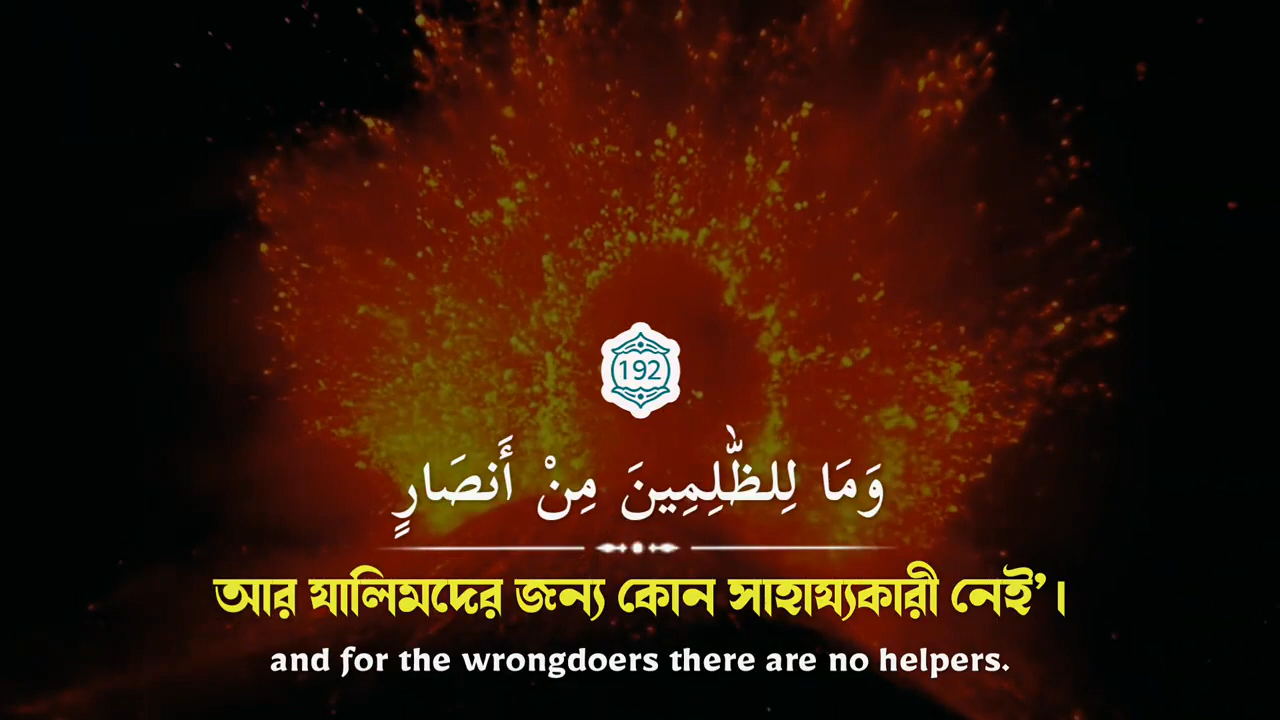 192
وَمَا لِلظَّٰلِمِينَ مِنْ أَنصَارٍ
আর যালিমদের জন্য কোন সাহায্যকারী নেই’।
and for the wrongdoers there are no helpers.